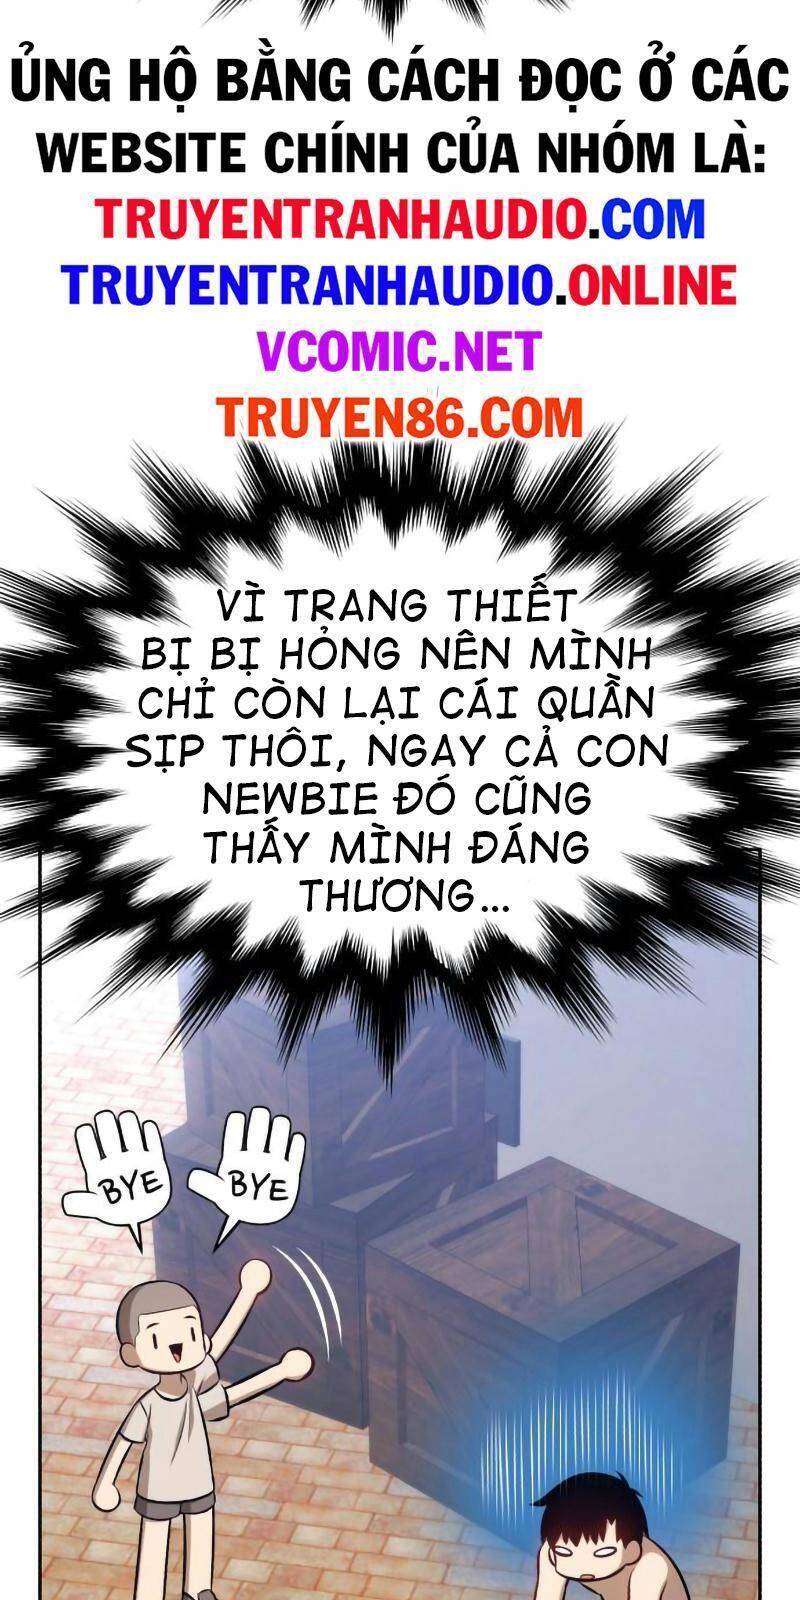 ỦNG HỘ BẰNG CÁCH ĐỌC Ở CÁC
WEBSITE CHÍNH CỦA NHÓM LÀ:
TRUYENTRANHAUDIO.COM
TRUYENTRANHAUDIO.ONLINE
VCOMIC.NET
TRUYEN86.COM
VÌ TRANG THIẾT
BỊ BỊ HỎNG NÊN MÌNH
CHỈ CÒN LẠI CÁI QUẦN
SỊP THÔI, NGAY CẢ CON
NEWBIE ĐÓ CŨNG
THẤY MÌNH ĐÁNG
THƯƠNG...
BYE
BYE